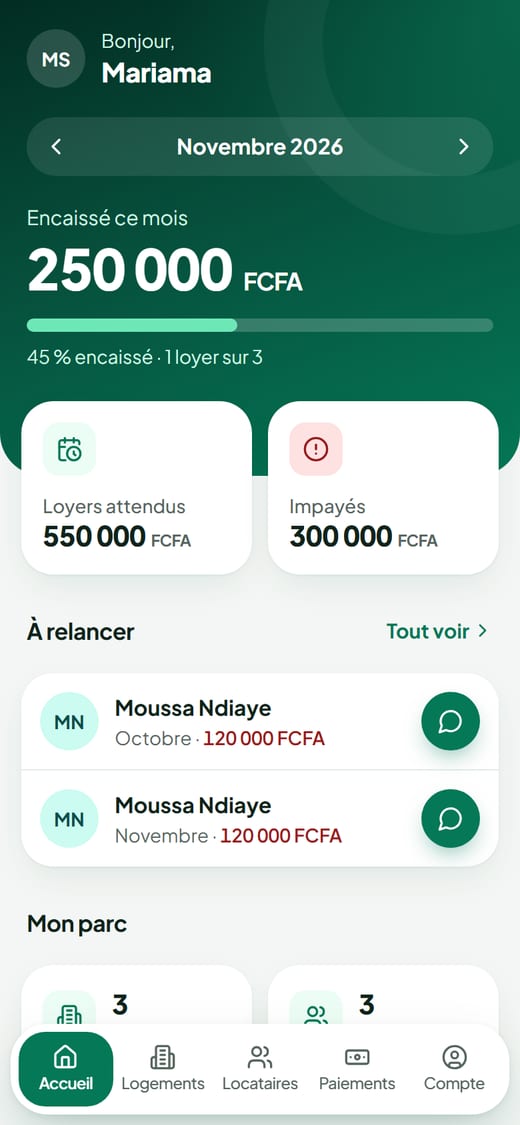 MS
Bonjour,
Mariama
Novembre 2026
Encaissé ce mois
250 000 FCFA
45 % encaissé · 1 loyer sur 3
Loyers attendus
550 000 FCFA
Impayés
300 000 FCFA
À relancer
Tout voir
MN
Moussa Ndiaye
Octobre · 120 000 FCFA
MN
Moussa Ndiaye
Novembre · 120 000 FCFA
Mon parc
3
3
Accueil
Logements
Locataires
Paiements
Compte